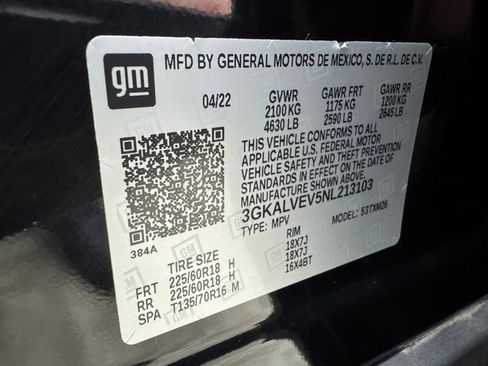 gm
MFD BY GENERAL MOTORS DE MEXICO, S. DE R.L. DE C.V.
04/22 GVWR GAWR FRT GAWR RR
2100 KG 1175 KG 1200 KG
4630 LB 2590 LB 2645 LB
THIS VEHICLE CONFORMS TO ALL
APPLICABLE U.S. FEDERAL MOTOR
VEHICLE SAFETY AND THEFT PREVENTION
STANDARDS IN EFFECT ON THE DATE OF
MANUFACTURE SHOWN ABOVE.
3GKALVEV5NL213103
TYPE: MPV MODEL: 53TXM26
384A
TIRE SIZE RIM
FRT 225/60R18 H 18X7J
RR 225/60R18 H 18X7J
SPA T135/70R16 M 16X4BT